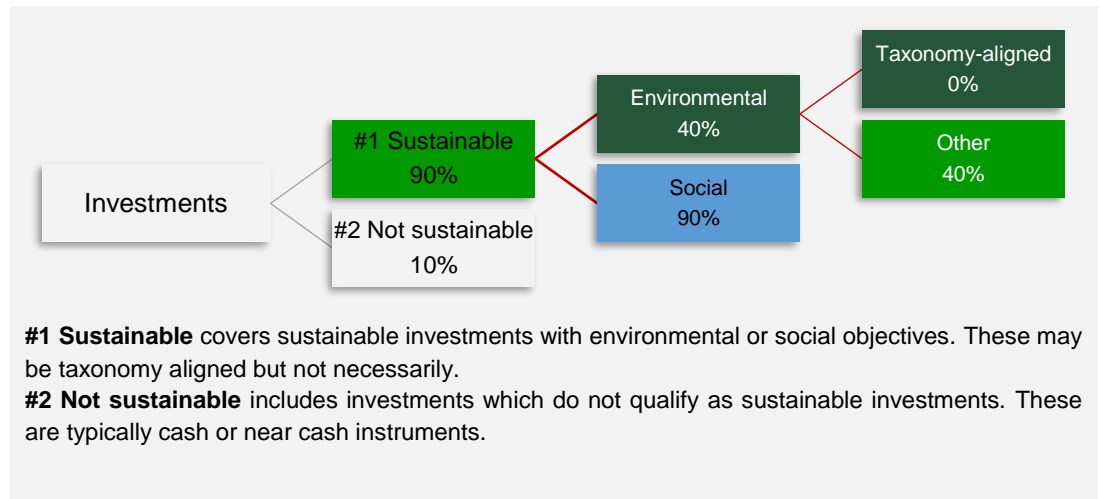 Investments
#1 Sustainable
90%
#2 Not sustainable
10%
Environmental
40%
Social
90%
Taxonomy-aligned
0%
Other
40%
#1 Sustainable covers sustainable investments with environmental or social objectives. These may
be taxonomy aligned but not necessarily.
#2 Not sustainable includes investments which do not qualify as sustainable investments. These
are typically cash or near cash instruments.